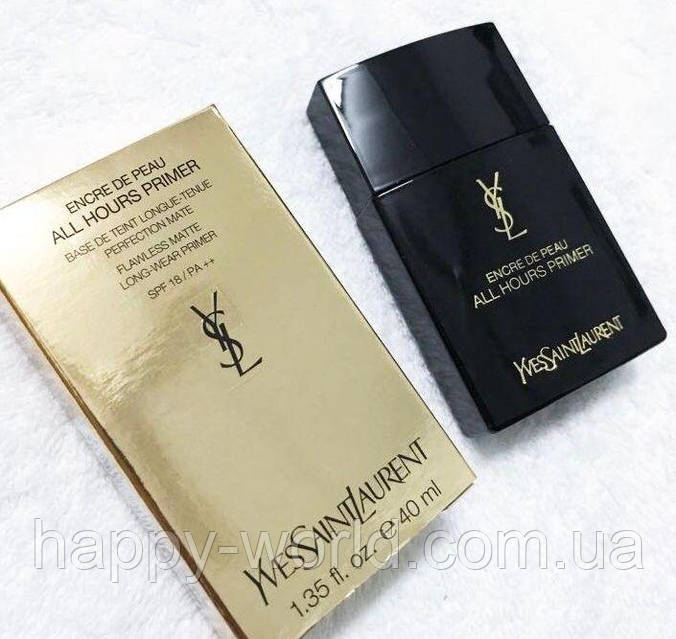 ENCRE DE PEAU
ALL HOURS PRIMER
BASE DE TEINT LONGUE-TENUE
PERFECTION MATE
FLAWLESS MATTE
LONG-WEAR PRIMER
SPF 18 / PA ++
YSL
YVESSAINTLAURENT
1.35 fl. oz. e 40 ml
YSL
ENCRE DE PEAU
ALL HOURS PRIMER
YVESSAINTLAURENT
happy-world.com.ua